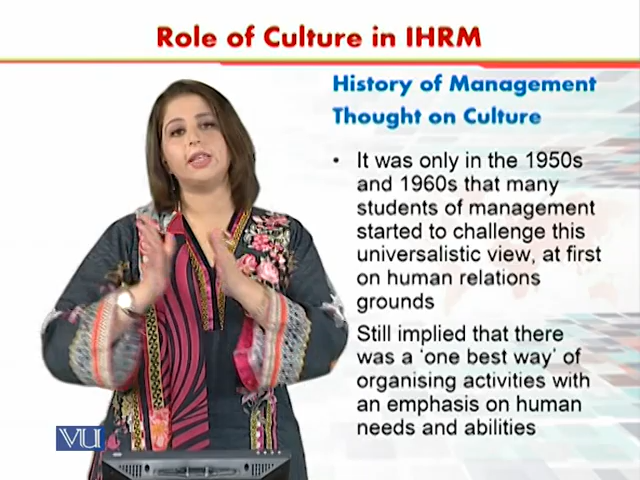 Role of Culture in IHRM
History of Management
Thought on Culture
• It was only in the 1950s
and 1960s that many
students of management
started to challenge this
universalistic view, at first
on human relations
grounds
Still implied that there
was a ‘one best way’ of
organising activities with
an emphasis on human
needs and abilities
VU